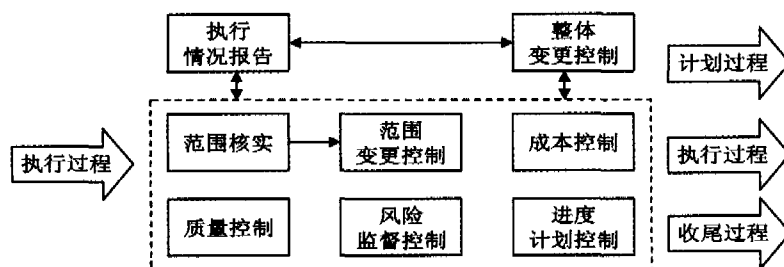 执行
情况报告
整体
变更控制
计划过程
执行过程
范围核实
范围
变更控制
成本控制
执行过程
质量控制
风险
监督控制
进度
计划控制
收尾过程